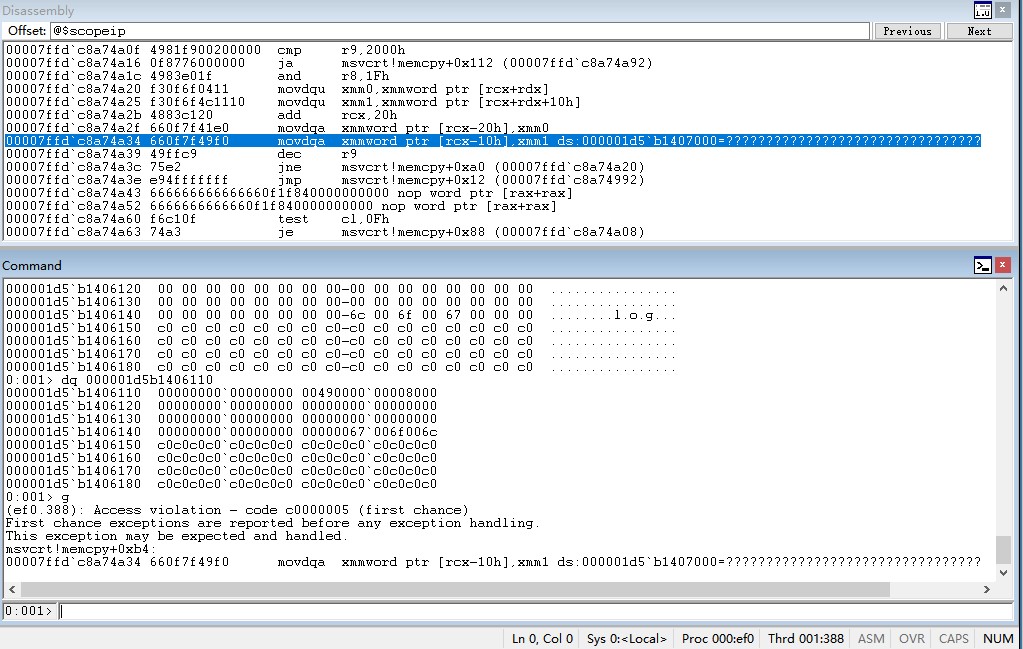 Disassembly
Offset: @$scopeip Previous Next
00007ffd`c8a74a0f 4981f900200000 cmp r9,2000h
00007ffd`c8a74a16 0f8776000000 ja msvcrt!memcpy+0x112 (00007ffd`c8a74a92)
00007ffd`c8a74a1c 4983e01f and r8,1Fh
00007ffd`c8a74a20 f30f6f0411 movdqu xmm0,xmmword ptr [rcx+rdx]
00007ffd`c8a74a25 f30f6f4c1110 movdqu xmm1,xmmword ptr [rcx+rdx+10h]
00007ffd`c8a74a2b 4883c120 add rcx,20h
00007ffd`c8a74a2f 660f7f41e0 movdqa xmmword ptr [rcx-20h],xmm0
00007ffd`c8a74a34 660f7f49f0 movdqa xmmword ptr [rcx-10h],xmm1 ds:000001d5`b1407000=????????????????????????????????
00007ffd`c8a74a39 49ffc9 dec r9
00007ffd`c8a74a3c 75e2 jne msvcrt!memcpy+0xa0 (00007ffd`c8a74a20)
00007ffd`c8a74a3e e94fffffff jmp msvcrt!memcpy+0x12 (00007ffd`c8a74992)
00007ffd`c8a74a43 6666666666666660f1f840000000000 nop word ptr [rax+rax]
00007ffd`c8a74a52 6666666666660f1f840000000000 nop word ptr [rax+rax]
00007ffd`c8a74a60 f6c10f test cl,0Fh
00007ffd`c8a74a63 74a3 je msvcrt!memcpy+0x88 (00007ffd`c8a74a08)
Command
000001d5`b1406120 00 00 00 00 00 00 00 00-00 00 00 00 00 00 00 00 ................
000001d5`b1406130 00 00 00 00 00 00 00 00-00 00 00 00 00 00 00 00 ................
000001d5`b1406140 00 00 00 00 00 00 00 00-6c 00 6f 00 67 00 00 00 ........l.o.g...
000001d5`b1406150 c0 c0 c0 c0 c0 c0 c0 c0-c0 c0 c0 c0 c0 c0 c0 c0 ................
000001d5`b1406160 c0 c0 c0 c0 c0 c0 c0 c0-c0 c0 c0 c0 c0 c0 c0 c0 ................
000001d5`b1406170 c0 c0 c0 c0 c0 c0 c0 c0-c0 c0 c0 c0 c0 c0 c0 c0 ................
000001d5`b1406180 c0 c0 c0 c0 c0 c0 c0 c0-c0 c0 c0 c0 c0 c0 c0 c0 ................
0:001> dq 000001d5b1406110
000001d5`b1406110 00000000`00000000 00490000`00008000
000001d5`b1406120 00000000`00000000 00000000`00000000
000001d5`b1406130 00000000`00000000 00000000`00000000
000001d5`b1406140 00000000`00000000 00000067`006f006c
000001d5`b1406150 c0c0c0c0`c0c0c0c0 c0c0c0c0`c0c0c0c0
000001d5`b1406160 c0c0c0c0`c0c0c0c0 c0c0c0c0`c0c0c0c0
000001d5`b1406170 c0c0c0c0`c0c0c0c0 c0c0c0c0`c0c0c0c0
000001d5`b1406180 c0c0c0c0`c0c0c0c0 c0c0c0c0`c0c0c0c0
0:001> g
(ef0.388): Access violation - code c0000005 (first chance)
First chance exceptions are reported before any exception handling.
This exception may be expected and handled.
msvcrt!memcpy+0xb4:
00007ffd`c8a74a34 660f7f49f0 movdqa xmmword ptr [rcx-10h],xmm1 ds:000001d5`b1407000=????????????????????????????????
0:001>
Ln 0, Col 0 Sys 0:<Local> Proc 000:ef0 Thrd 001:388 ASM OVR CAPS NUM